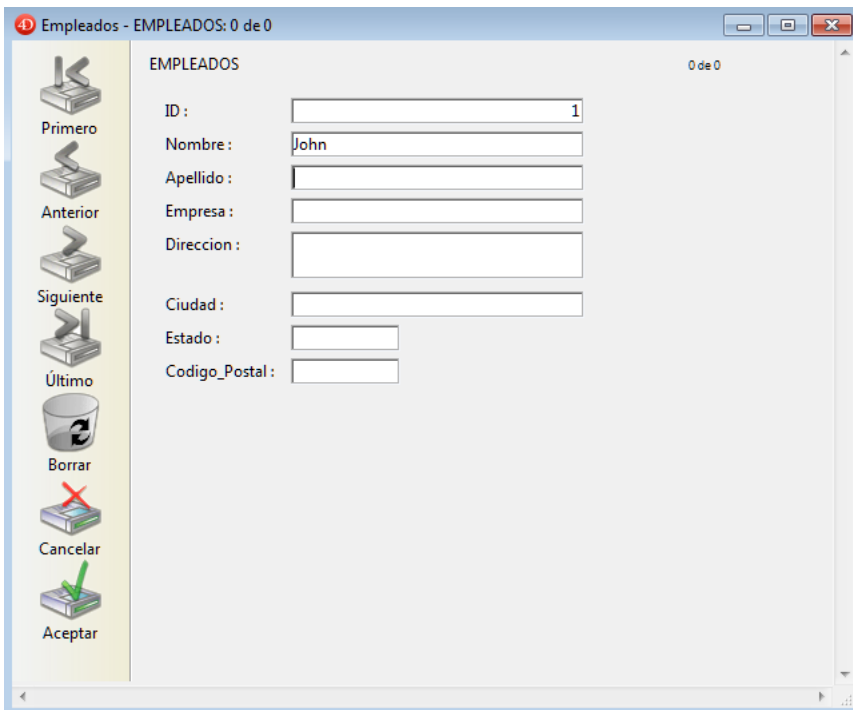 4D Empleados - EMPLEADOS: 0 de 0
EMPLEADOS
0 de 0
ID :
1
Nombre :
John
Apellido :
Empresa :
Direccion :
Ciudad :
Estado :
Codigo_Postal :
Primero
Anterior
Siguiente
Último
Borrar
Cancelar
Aceptar